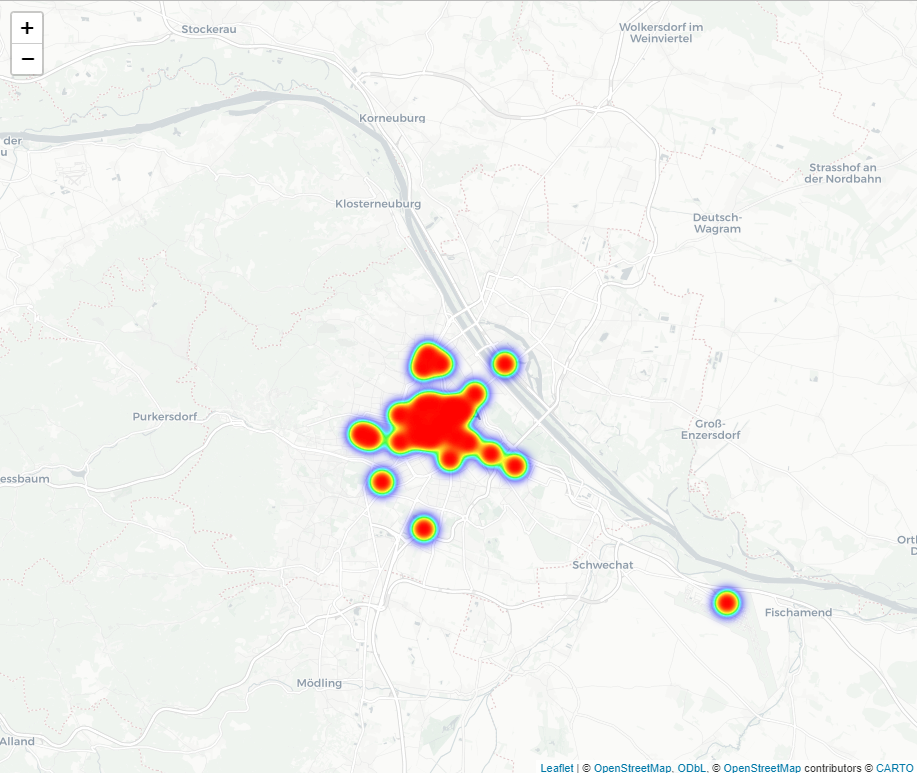 +
−
Stockerau
Wolkersdorf im
Weinviertel
Korneuburg
der
u
Strasshof an
der Nordbahn
Klosterneuburg
Deutsch-
Wagram
Purkersdorf
Groß-
Enzersdorf
essbaum
Orth
D
Schwechat
Fischamend
Mödling
Alland
Leaflet | © OpenStreetMap, ODbL, © OpenStreetMap contributors © CARTO